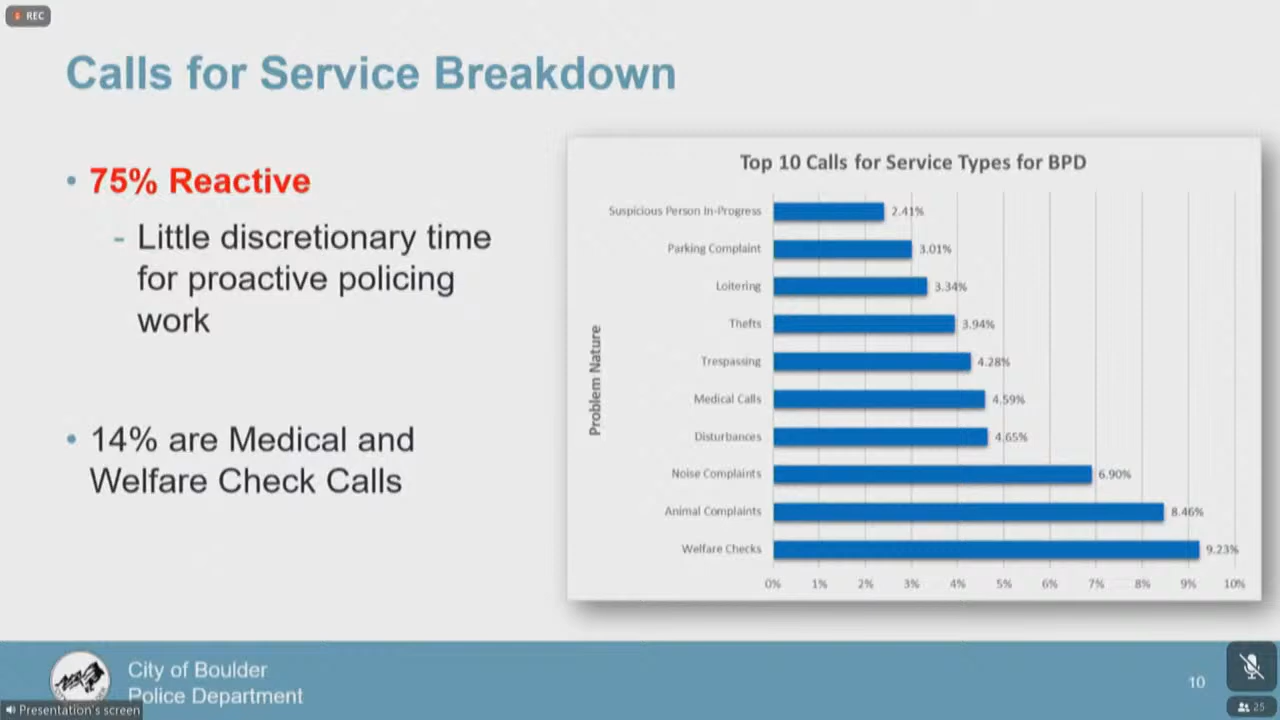 REC
Calls for Service Breakdown
• 75% Reactive
- Little discretionary time
for proactive policing
work
• 14% are Medical and
Welfare Check Calls
Top 10 Calls for Service Types for BPD
Problem Nature
Suspicious Person In-Progress 2.41%
Parking Complaint 3.01%
Loitering 3.34%
Thefts 3.94%
Trespassing 4.28%
Medical Calls 4.59%
Disturbances 4.65%
Noise Complaints 6.90%
Animal Complaints 8.46%
Welfare Checks 9.23%
0% 1% 2% 3% 4% 5% 6% 7% 8% 9% 10%
City of Boulder
Police Department
10
Presentation's screen
25